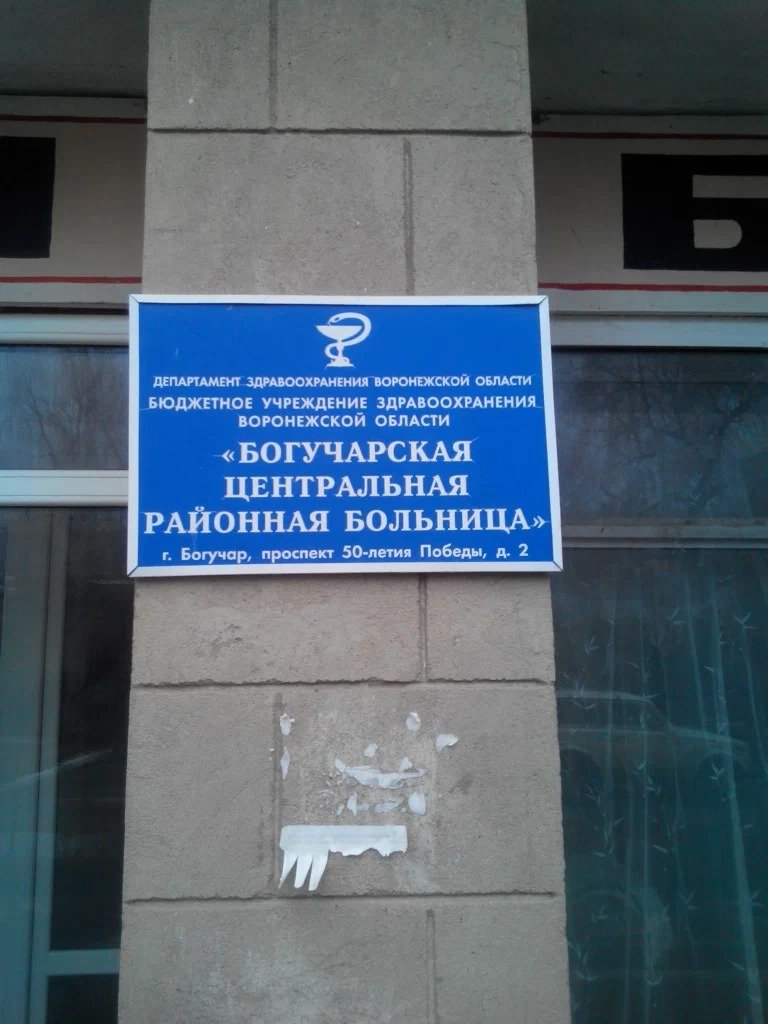 Б
ДЕПАРТАМЕНТ ЗДРАВООХРАНЕНИЯ ВОРОНЕЖСКОЙ ОБЛАСТИ
БЮДЖЕТНОЕ УЧРЕЖДЕНИЕ ЗДРАВООХРАНЕНИЯ
ВОРОНЕЖСКОЙ ОБЛАСТИ
«БОГУЧАРСКАЯ
ЦЕНТРАЛЬНАЯ
РАЙОННАЯ БОЛЬНИЦА»
г. Богучар, проспект 50-летия Победы, д. 2